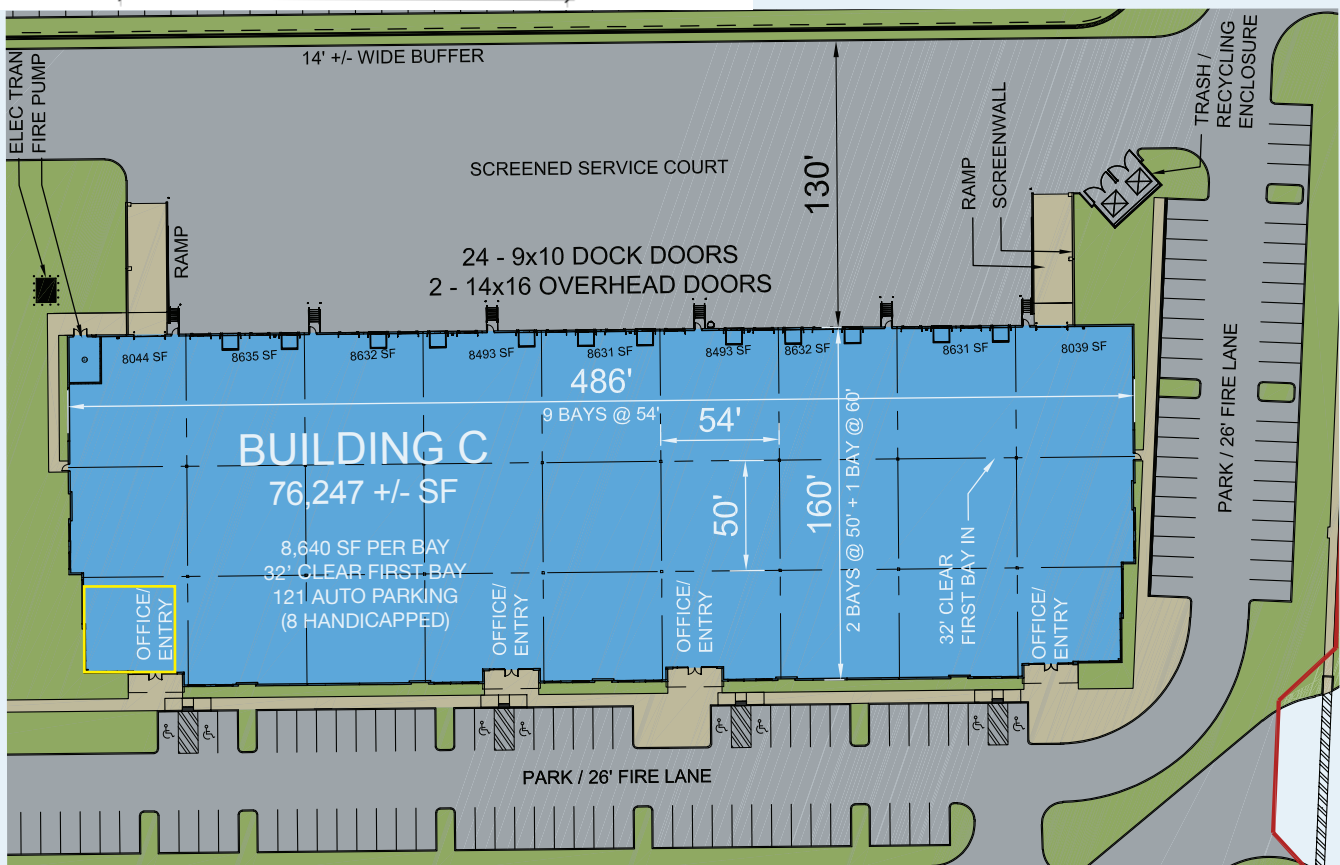 14' +/- WIDE BUFFER
ELEC TRAN
FIRE PUMP
TRASH /
RECYCLING
ENCLOSURE
SCREENED SERVICE COURT
130'
RAMP
SCREENWALL
RAMP
24 - 9x10 DOCK DOORS
2 - 14x16 OVERHEAD DOORS
8044 SF
8635 SF
8632 SF
8493 SF
8631 SF
8493 SF
8632 SF
8631 SF
8039 SF
486'
9 BAYS @ 54'
54'
BUILDING C
76,247 +/- SF
50'
160'
2 BAYS @ 50' + 1 BAY @ 60'
8,640 SF PER BAY
32' CLEAR FIRST BAY
121 AUTO PARKING
(8 HANDICAPPED)
32' CLEAR
FIRST BAY IN
OFFICE/
ENTRY
OFFICE/
ENTRY
OFFICE/
ENTRY
OFFICE/
ENTRY
PARK / 26' FIRE LANE
PARK / 26' FIRE LANE